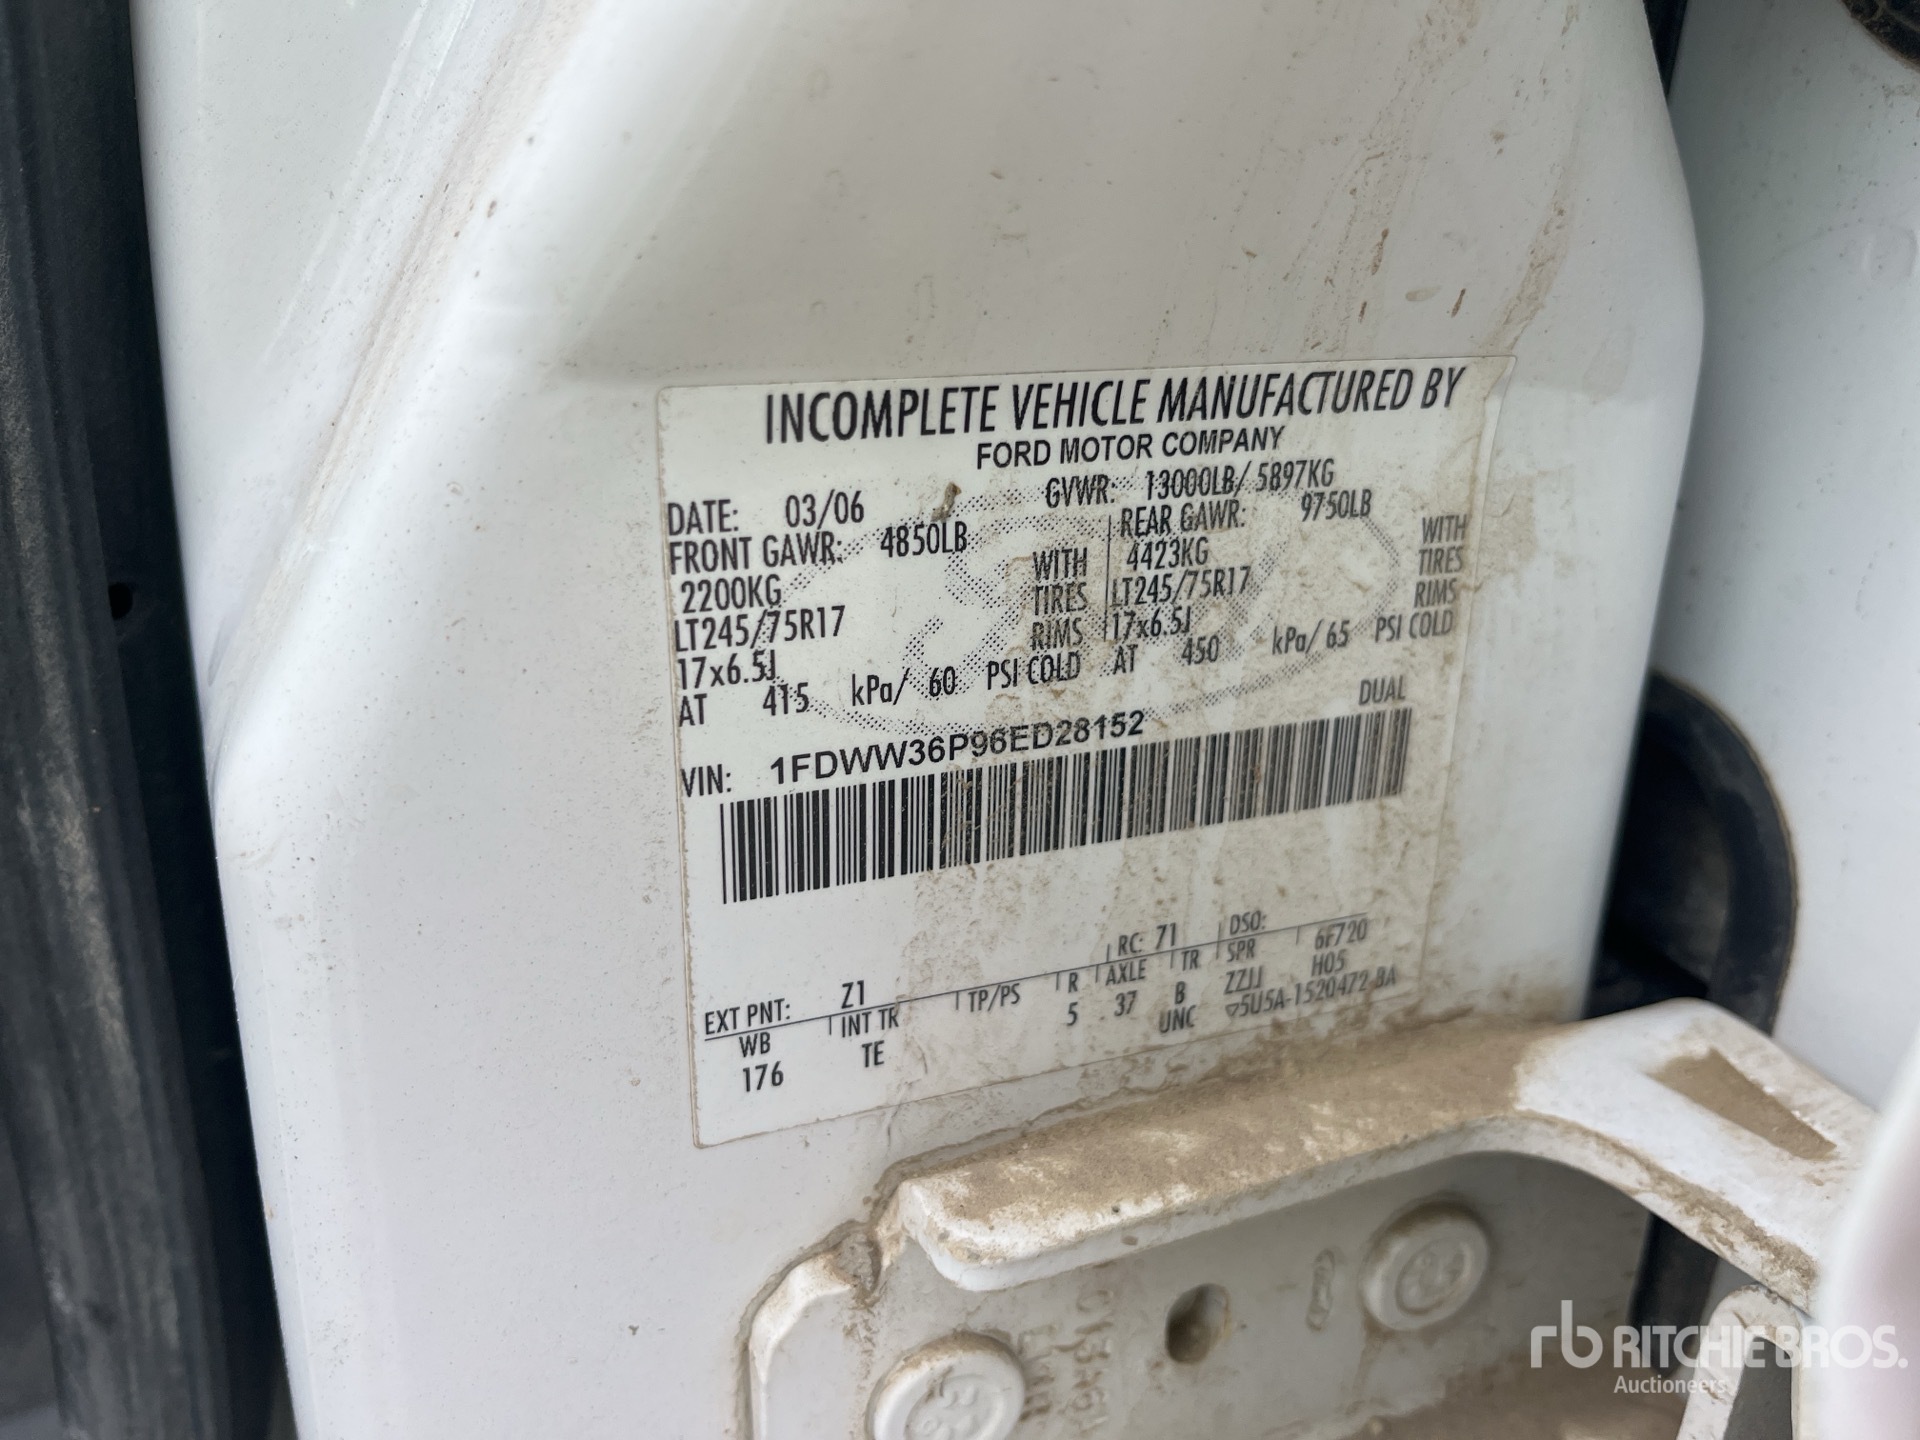 INCOMPLETE VEHICLE MANUFACTURED BY
FORD MOTOR COMPANY
DATE: 03/06 GVWR: 13000LB/ 5897KG
FRONT GAWR: 4850LB REAR GAWR: 9750LB
2200KG WITH 4423KG WITH
LT245/75R17 TIRES LT245/75R17 TIRES
17x6.5J RIMS 17x6.5J RIMS
AT 415 kPa/ 60 PSI COLD AT 450 kPa/ 65 PSI COLD
DUAL
VIN: 1FDWW36P96ED28152
EXT PNT: Z1 RC: 71 DSO:
WB INT TR TP/PS R AXLE TR SPR 6F720
176 TE 5 37 B ZZJJ H05
UNC ▽5U5A-1520472-BA
rb RITCHIE BROS.
Auctioneers